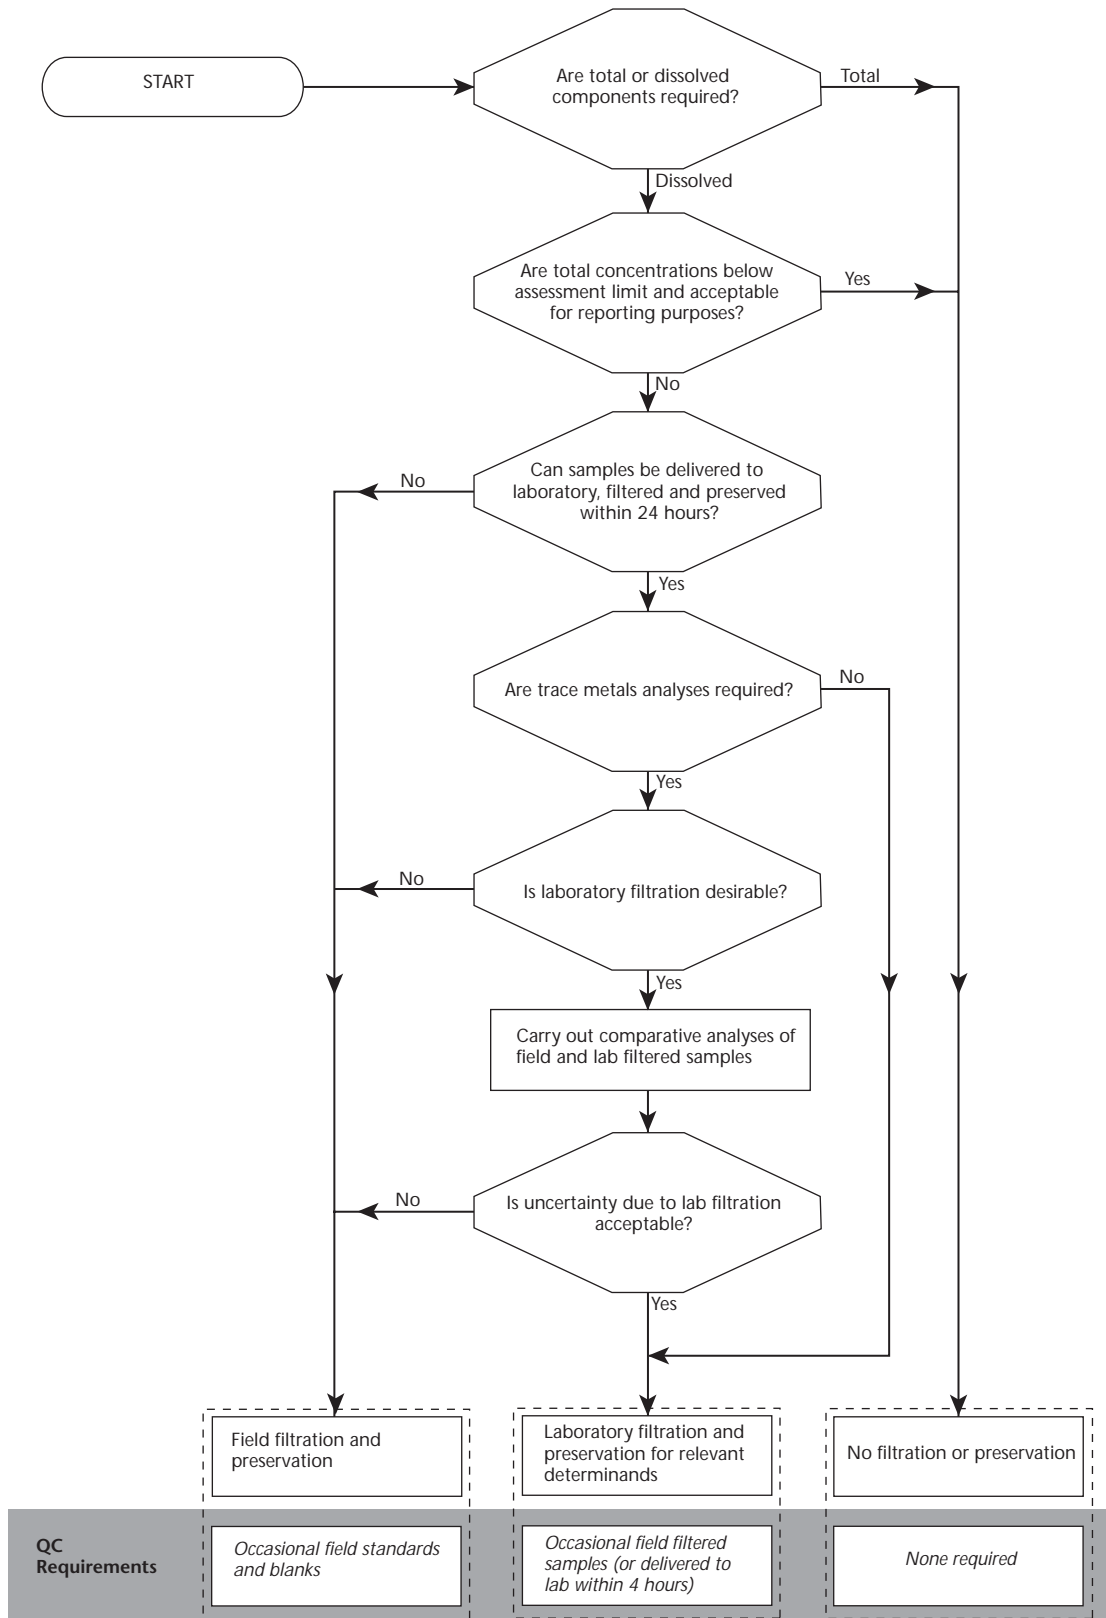 START
Are total or dissolved
components required?
Total
Dissolved
Are total concentrations below
assessment limit and acceptable
for reporting purposes?
Yes
No
Can samples be delivered to
laboratory, filtered and preserved
within 24 hours?
No
Yes
Are trace metals analyses required?
No
Yes
Is laboratory filtration desirable?
No
Yes
Carry out comparative analyses of
field and lab filtered samples
Is uncertainty due to lab filtration
acceptable?
No
Yes
Field filtration and
preservation
Laboratory filtration and
preservation for relevant
determinands
No filtration or preservation
QC
Requirements
Occasional field standards
and blanks
Occasional field filtered
samples (or delivered to
lab within 4 hours)
None required